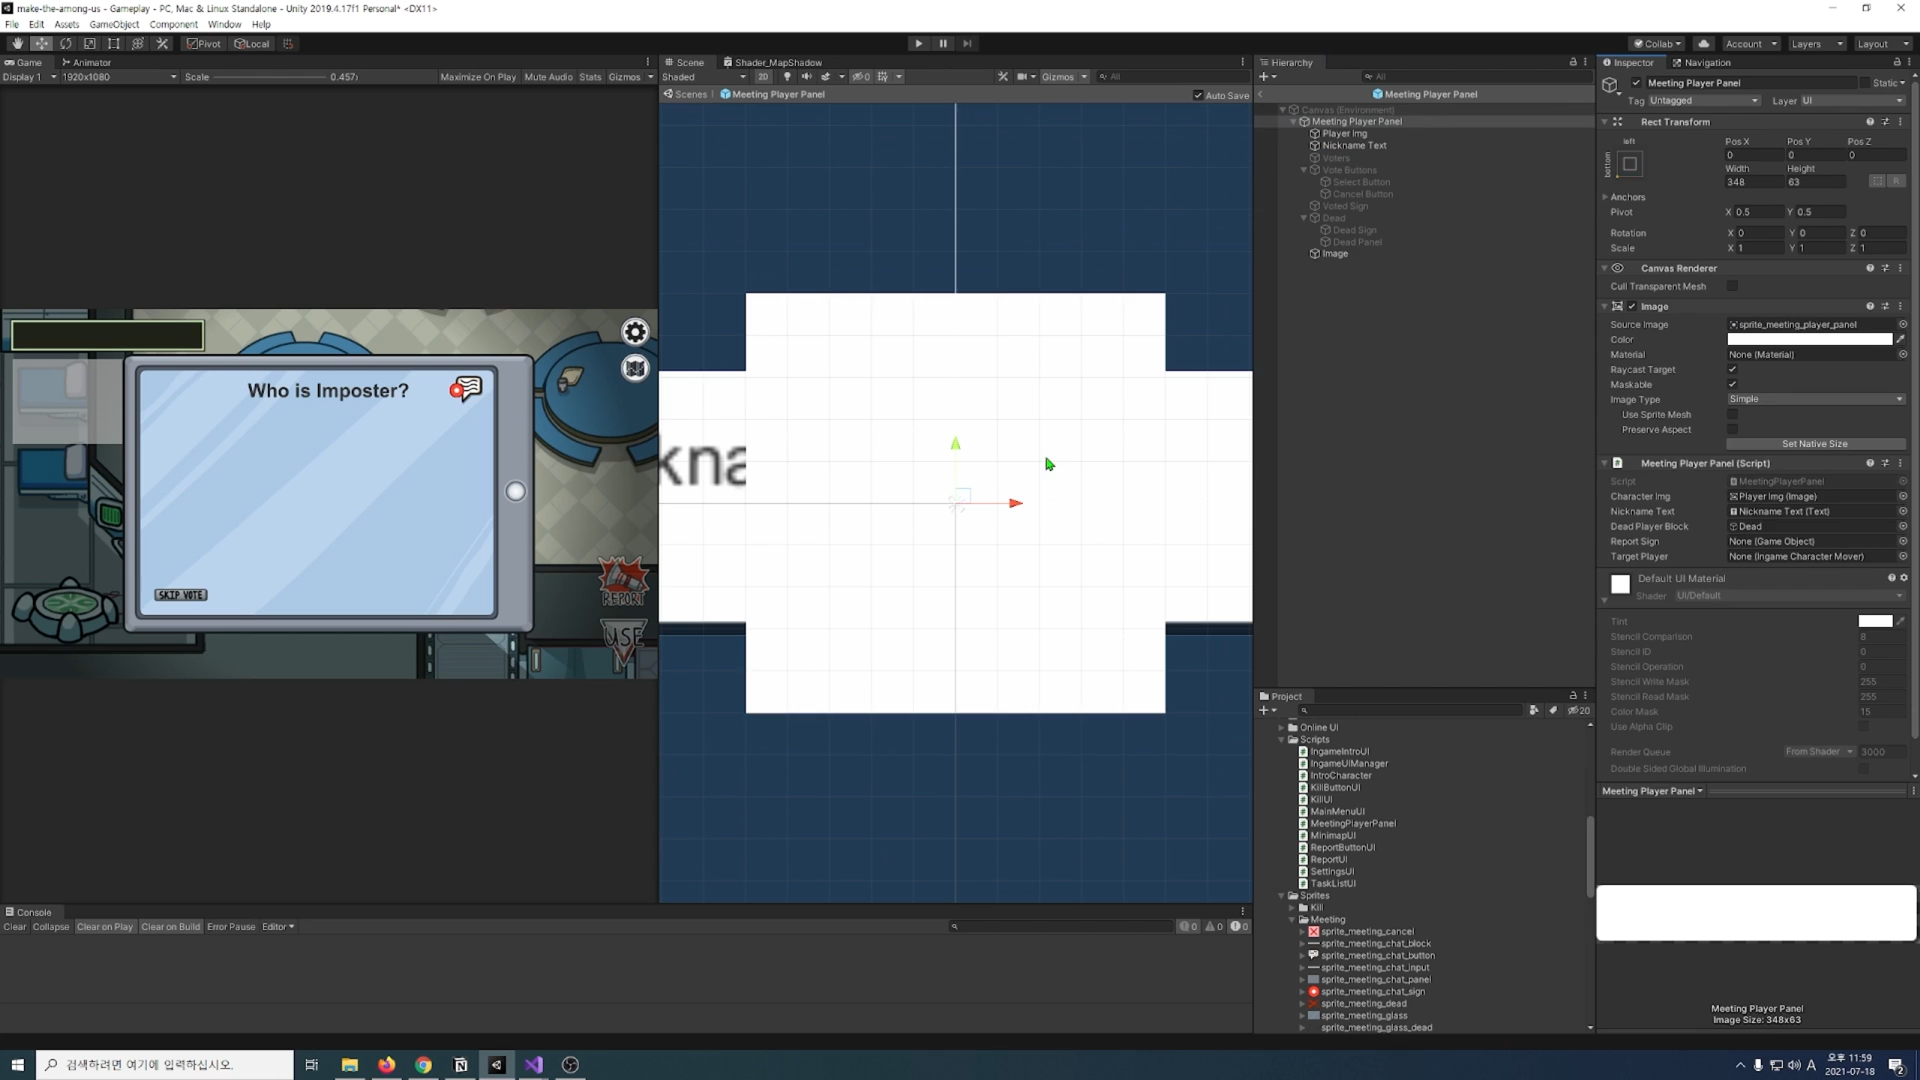 make-the-among-us - Gameplay - PC, Mac & Linux Standalone - Unity 2019.4.17f1 Personal* <DX11>
File Edit Assets GameObject Component Window Help
Pivot Local
Collab Account Layers Layout
Game Animator
Display 1 1920x1080 Scale 0.457x Maximize On Play Mute Audio Stats Gizmos
Who is Imposter?
SKIP VOTE
REPORT
USE
Scene Shader_MapShadow
Shaded 2D 0 Gizmos All
Scenes Meeting Player Panel Auto Save
kna
Hierarchy
All
Meeting Player Panel
Canvas (Environment)
Meeting Player Panel
Player Img
Nickname Text
Voters
Vote Buttons
Select Button
Cancel Button
Voted Sign
Dead
Dead Sign
Dead Panel
Image
Project
20
Online UI
Scripts
IngameIntroUI
IngameUIManager
IntroCharacter
KillButtonUI
KillUI
MainMenuUI
MeetingPlayerPanel
MinimapUI
ReportButtonUI
ReportUI
SettingsUI
TaskListUI
Sprites
Kill
Meeting
sprite_meeting_cancel
sprite_meeting_chat_block
sprite_meeting_chat_button
sprite_meeting_chat_input
sprite_meeting_chat_panel
sprite_meeting_chat_sign
sprite_meeting_dead
sprite_meeting_glass
sprite_meeting_glass_dead
Inspector Navigation
Meeting Player Panel Static
Tag Untagged Layer UI
Rect Transform
left
bottom
Pos X Pos Y Pos Z
0 0 0
Width Height
348 63
R
Anchors
Pivot X 0.5 Y 0.5
Rotation X 0 Y 0 Z 0
Scale X 1 Y 1 Z 1
Canvas Renderer
Cull Transparent Mesh
Image
Source Image sprite_meeting_player_panel
Color
Material None (Material)
Raycast Target
Maskable
Image Type Simple
Use Sprite Mesh
Preserve Aspect
Set Native Size
Meeting Player Panel (Script)
Script MeetingPlayerPanel
Character Img Player Img (Image)
Nickname Text Nickname Text (Text)
Dead Player Block Dead
Report Sign None (Game Object)
Target Player None (Ingame Character Mover)
Default UI Material
Shader UI/Default
Tint
Stencil Comparison 8
Stencil ID 0
Stencil Operation 0
Stencil Write Mask 255
Stencil Read Mask 255
Color Mask 15
Use Alpha Clip
Render Queue From Shader 3000
Double Sided Global Illumination
Meeting Player Panel
Meeting Player Panel
Image Size: 348x63
Console
Clear Collapse Clear on Play Clear on Build Error Pause Editor 0 0 0
검색하려면 여기에 입력하십시오.
A 오후 11:59
2021-07-18
2